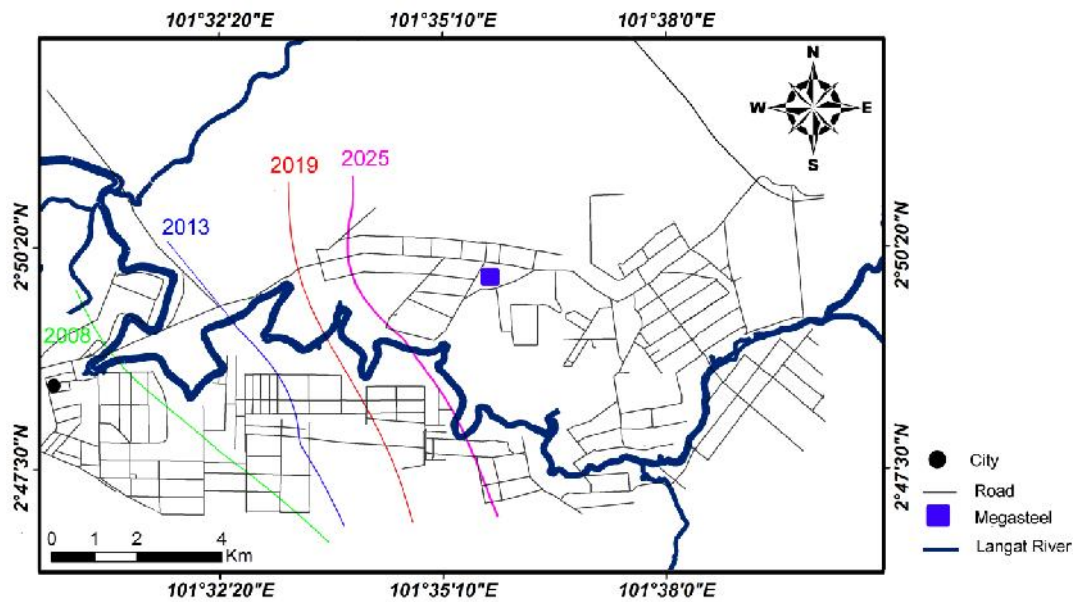 101°32'20"E 101°35'10"E 101°38'0"E
N
W E
S
2019 2025
2013
2008
2°50'20"N 2°50'20"N
2°47'30"N 2°47'30"N
City
Road
Megasteel
Langat River
0 1 2 4
Km
101°32'20"E 101°35'10"E 101°38'0"E